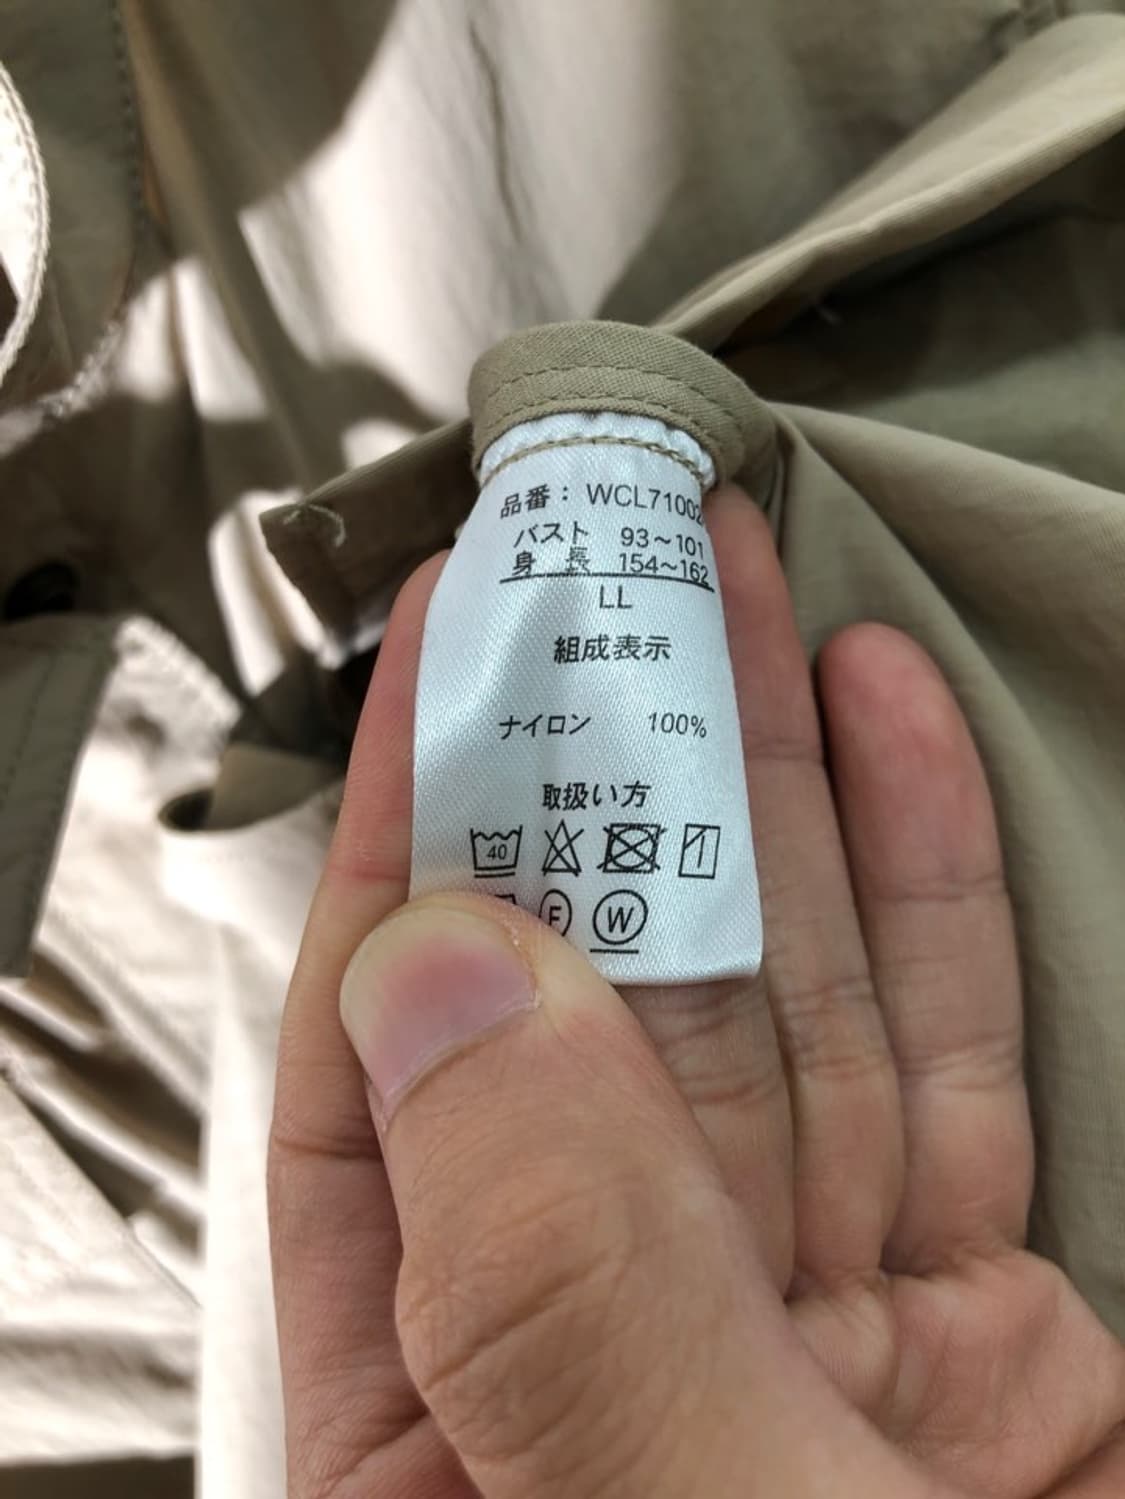 品番： WCL71002
バスト 93～101
身 長 154～162
LL
組成表示
ナイロン 100%
取扱い方
40
F W